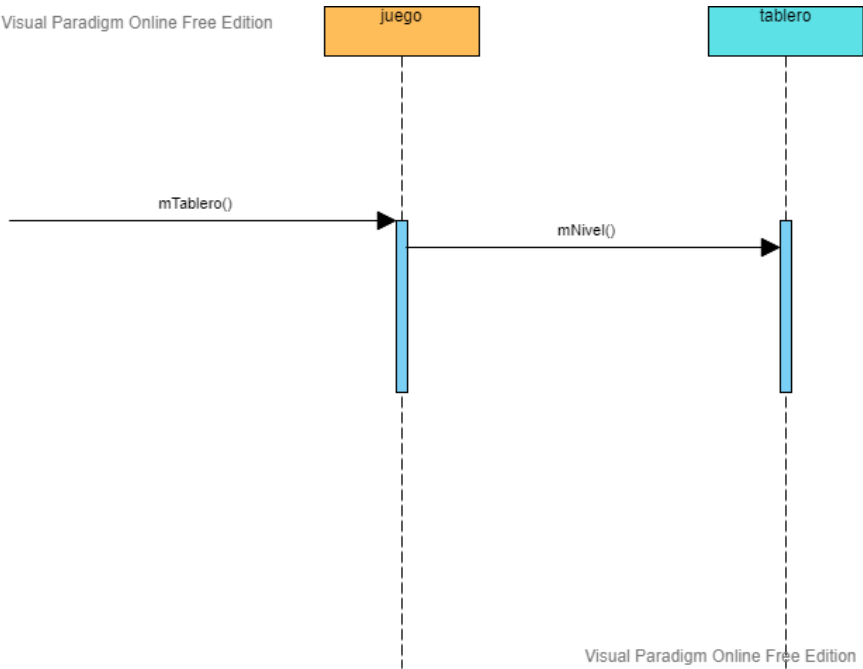 Visual Paradigm Online Free Edition
juego
tablero
mTablero()
mNivel()
Visual Paradigm Online Free Edition